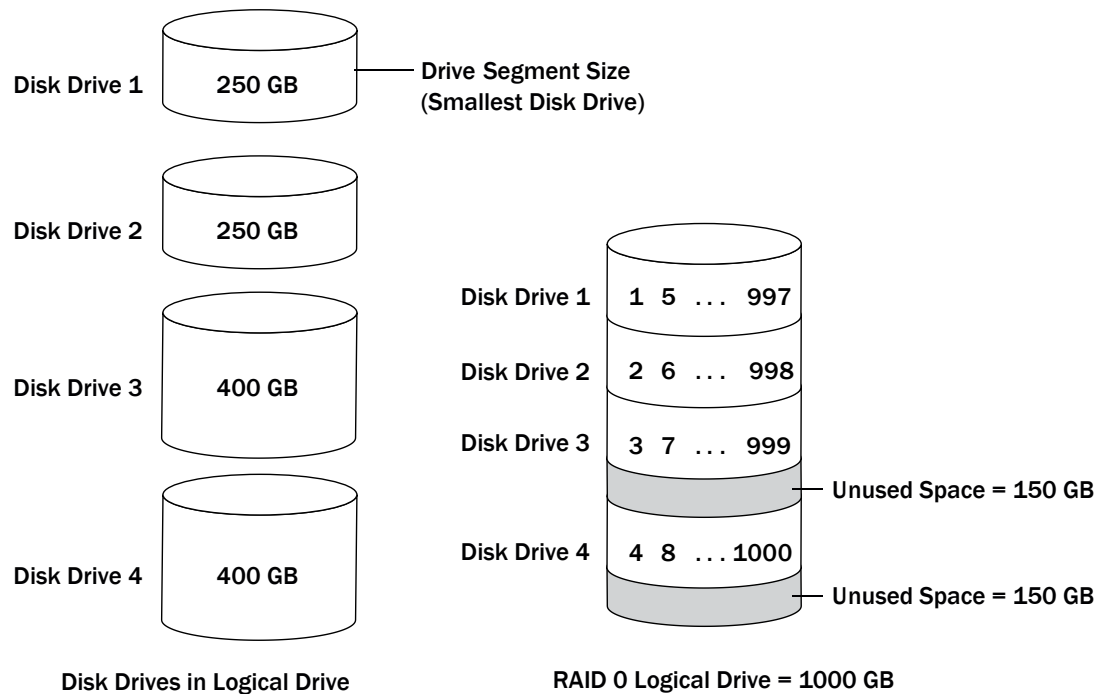 Disk Drive 1
250 GB
Drive Segment Size
(Smallest Disk Drive)
Disk Drive 2
250 GB
Disk Drive 3
400 GB
Disk Drive 4
400 GB
Disk Drives in Logical Drive
Disk Drive 1
1 5 ... 997
Disk Drive 2
2 6 ... 998
Disk Drive 3
3 7 ... 999
Unused Space = 150 GB
Disk Drive 4
4 8 ... 1000
Unused Space = 150 GB
RAID 0 Logical Drive = 1000 GB